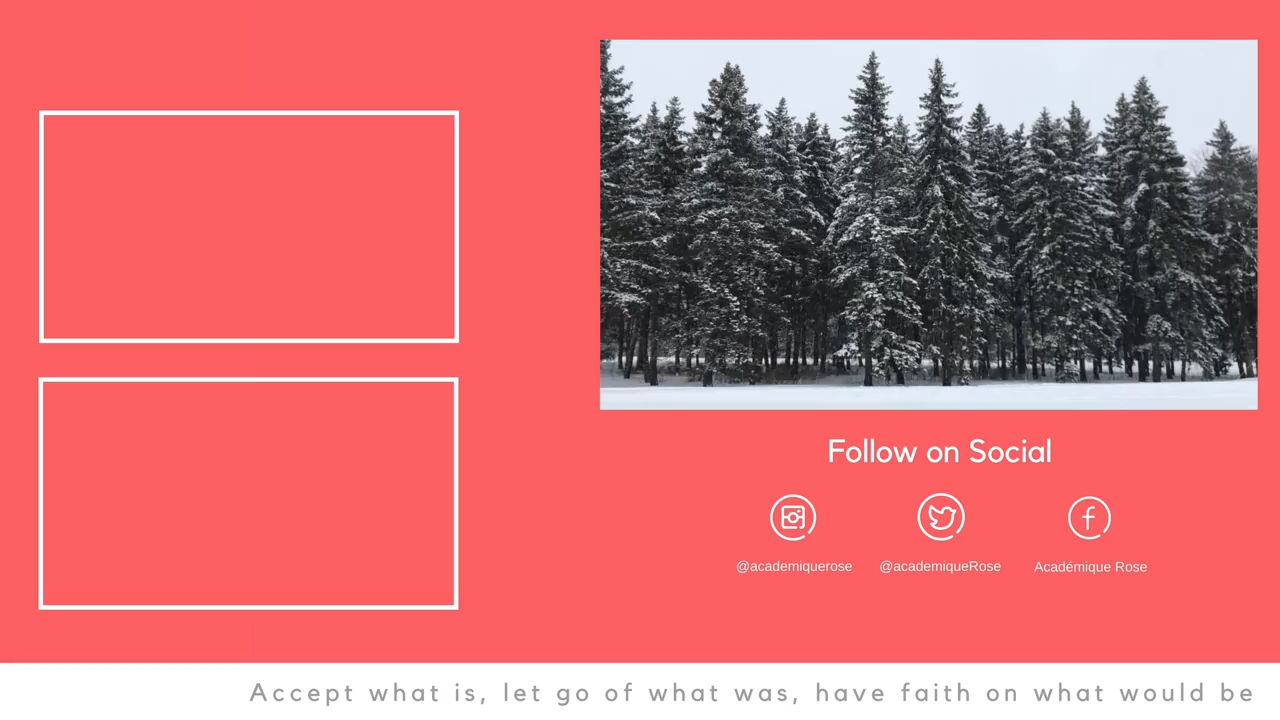 Follow on Social
@academiquerose @academiqueRose Académique Rose
Accept what is, let go of what was, have faith on what would be